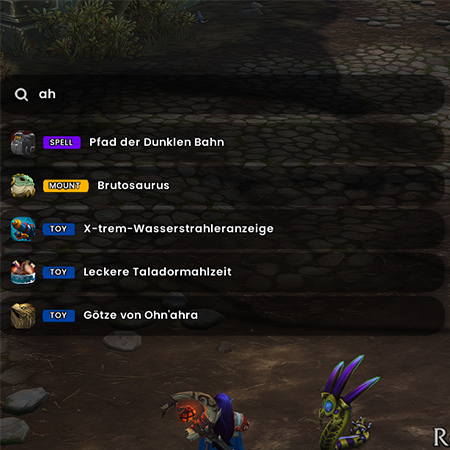 ah
SPELL Pfad der Dunklen Bahn
MOUNT Brutosaurus
TOY X-trem-Wasserstrahleranzeige
TOY Leckere Taladormahlzeit
TOY Götze von Ohn'ahra
R